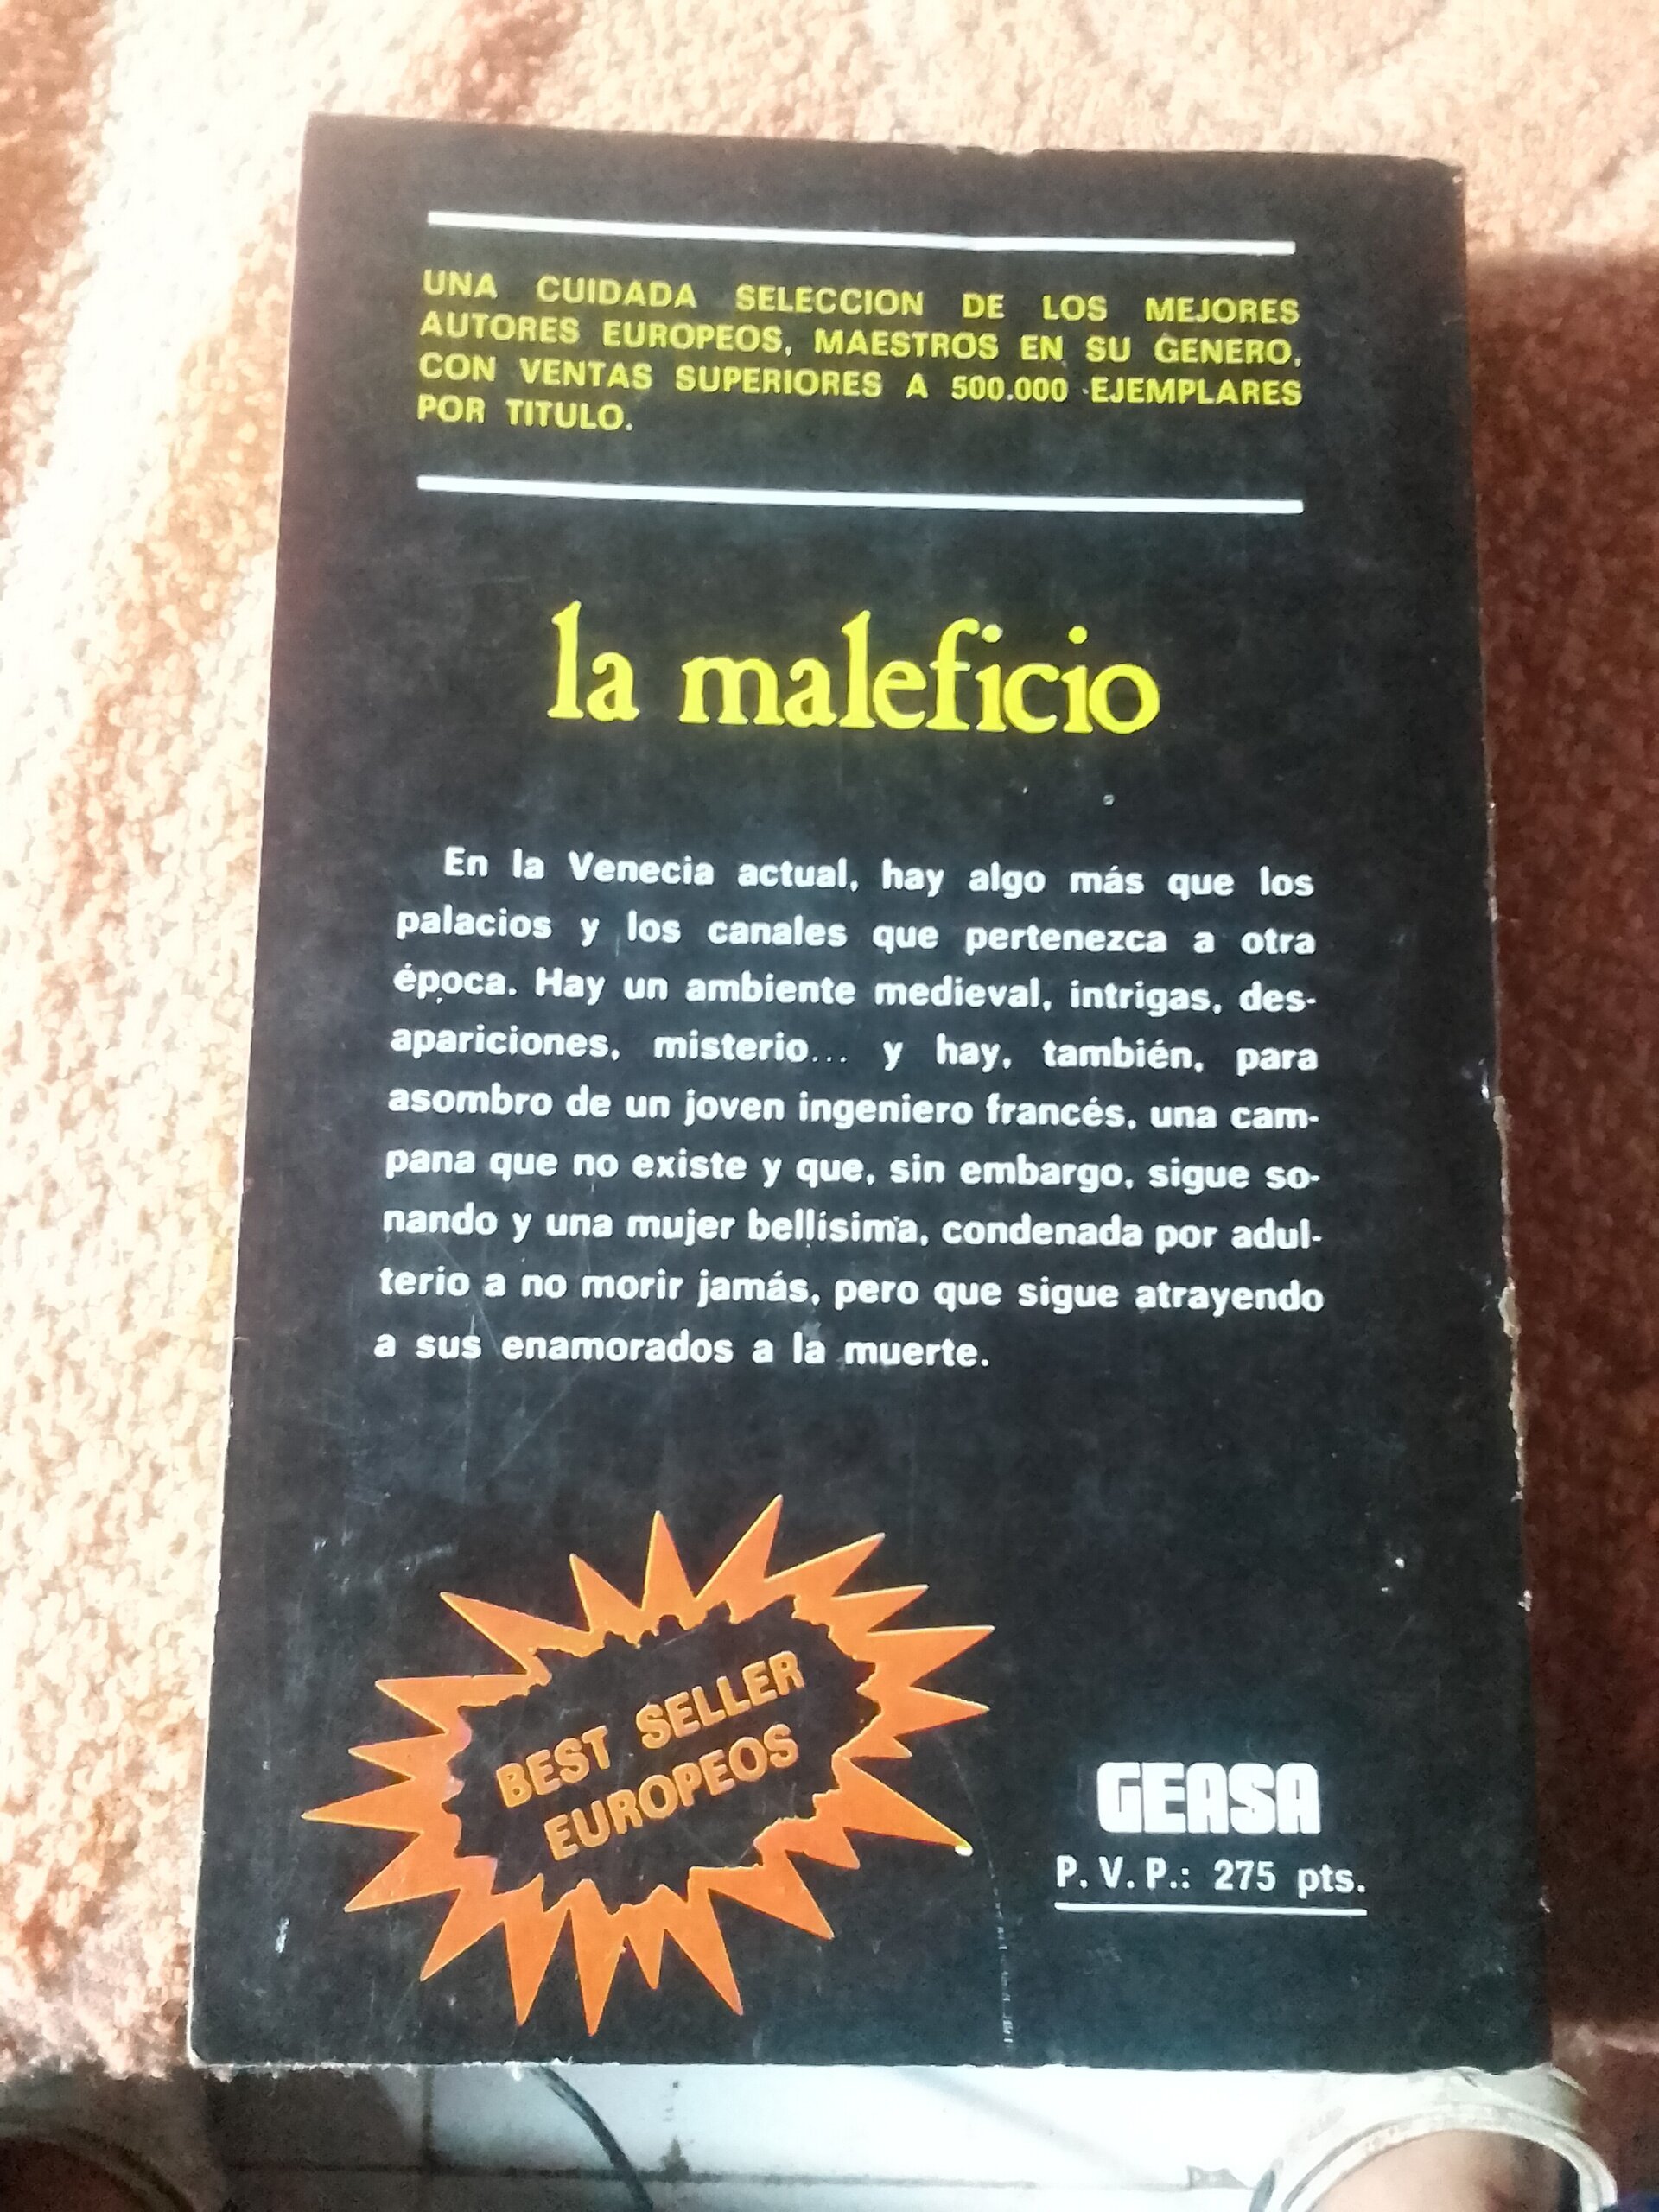 UNA CUIDADA SELECCION DE LOS MEJORES
AUTORES EUROPEOS, MAESTROS EN SU GENERO,
CON VENTAS SUPERIORES A 500.000 EJEMPLARES
POR TITULO.
la maleficio
En la Venecia actual, hay algo más que los
palacios y los canales que pertenezca a otra
época. Hay un ambiente medieval, intrigas, des-
apariciones, misterio... y hay, también, para
asombro de un joven ingeniero francés, una cam-
pana que no existe y que, sin embargo, sigue so-
nando y una mujer bellísima, condenada por adul-
terio a no morir jamás, pero que sigue atrayendo
a sus enamorados a la muerte.
BEST SELLER
EUROPEOS
GEASA
P. V. P.: 275 pts.